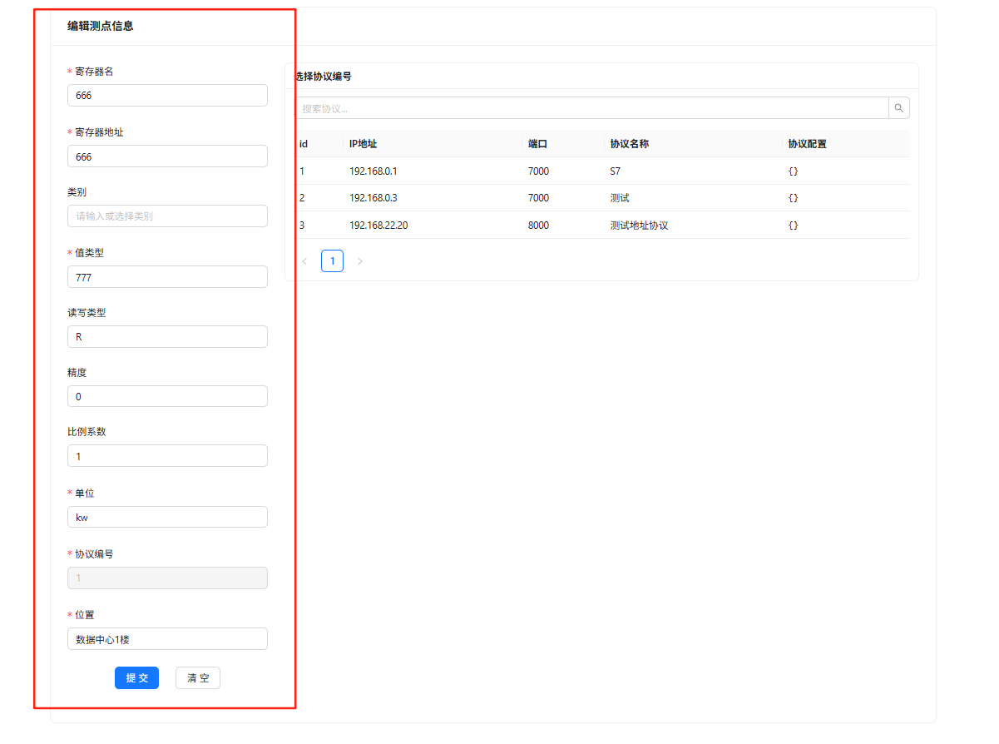 编辑测点信息
* 寄存器名
666
* 寄存器地址
666
类别
请输入或选择类别
* 值类型
777
读写类型
R
精度
0
比例系数
1
* 单位
kw
* 协议编号
1
* 位置
数据中心1楼
提交 清空
选择协议编号
搜索协议...
id IP地址 端口 协议名称 协议配置
1 192.168.0.1 7000 S7 {}
2 192.168.0.3 7000 测试 {}
3 192.168.22.20 8000 测试地址协议 {}
< 1 >